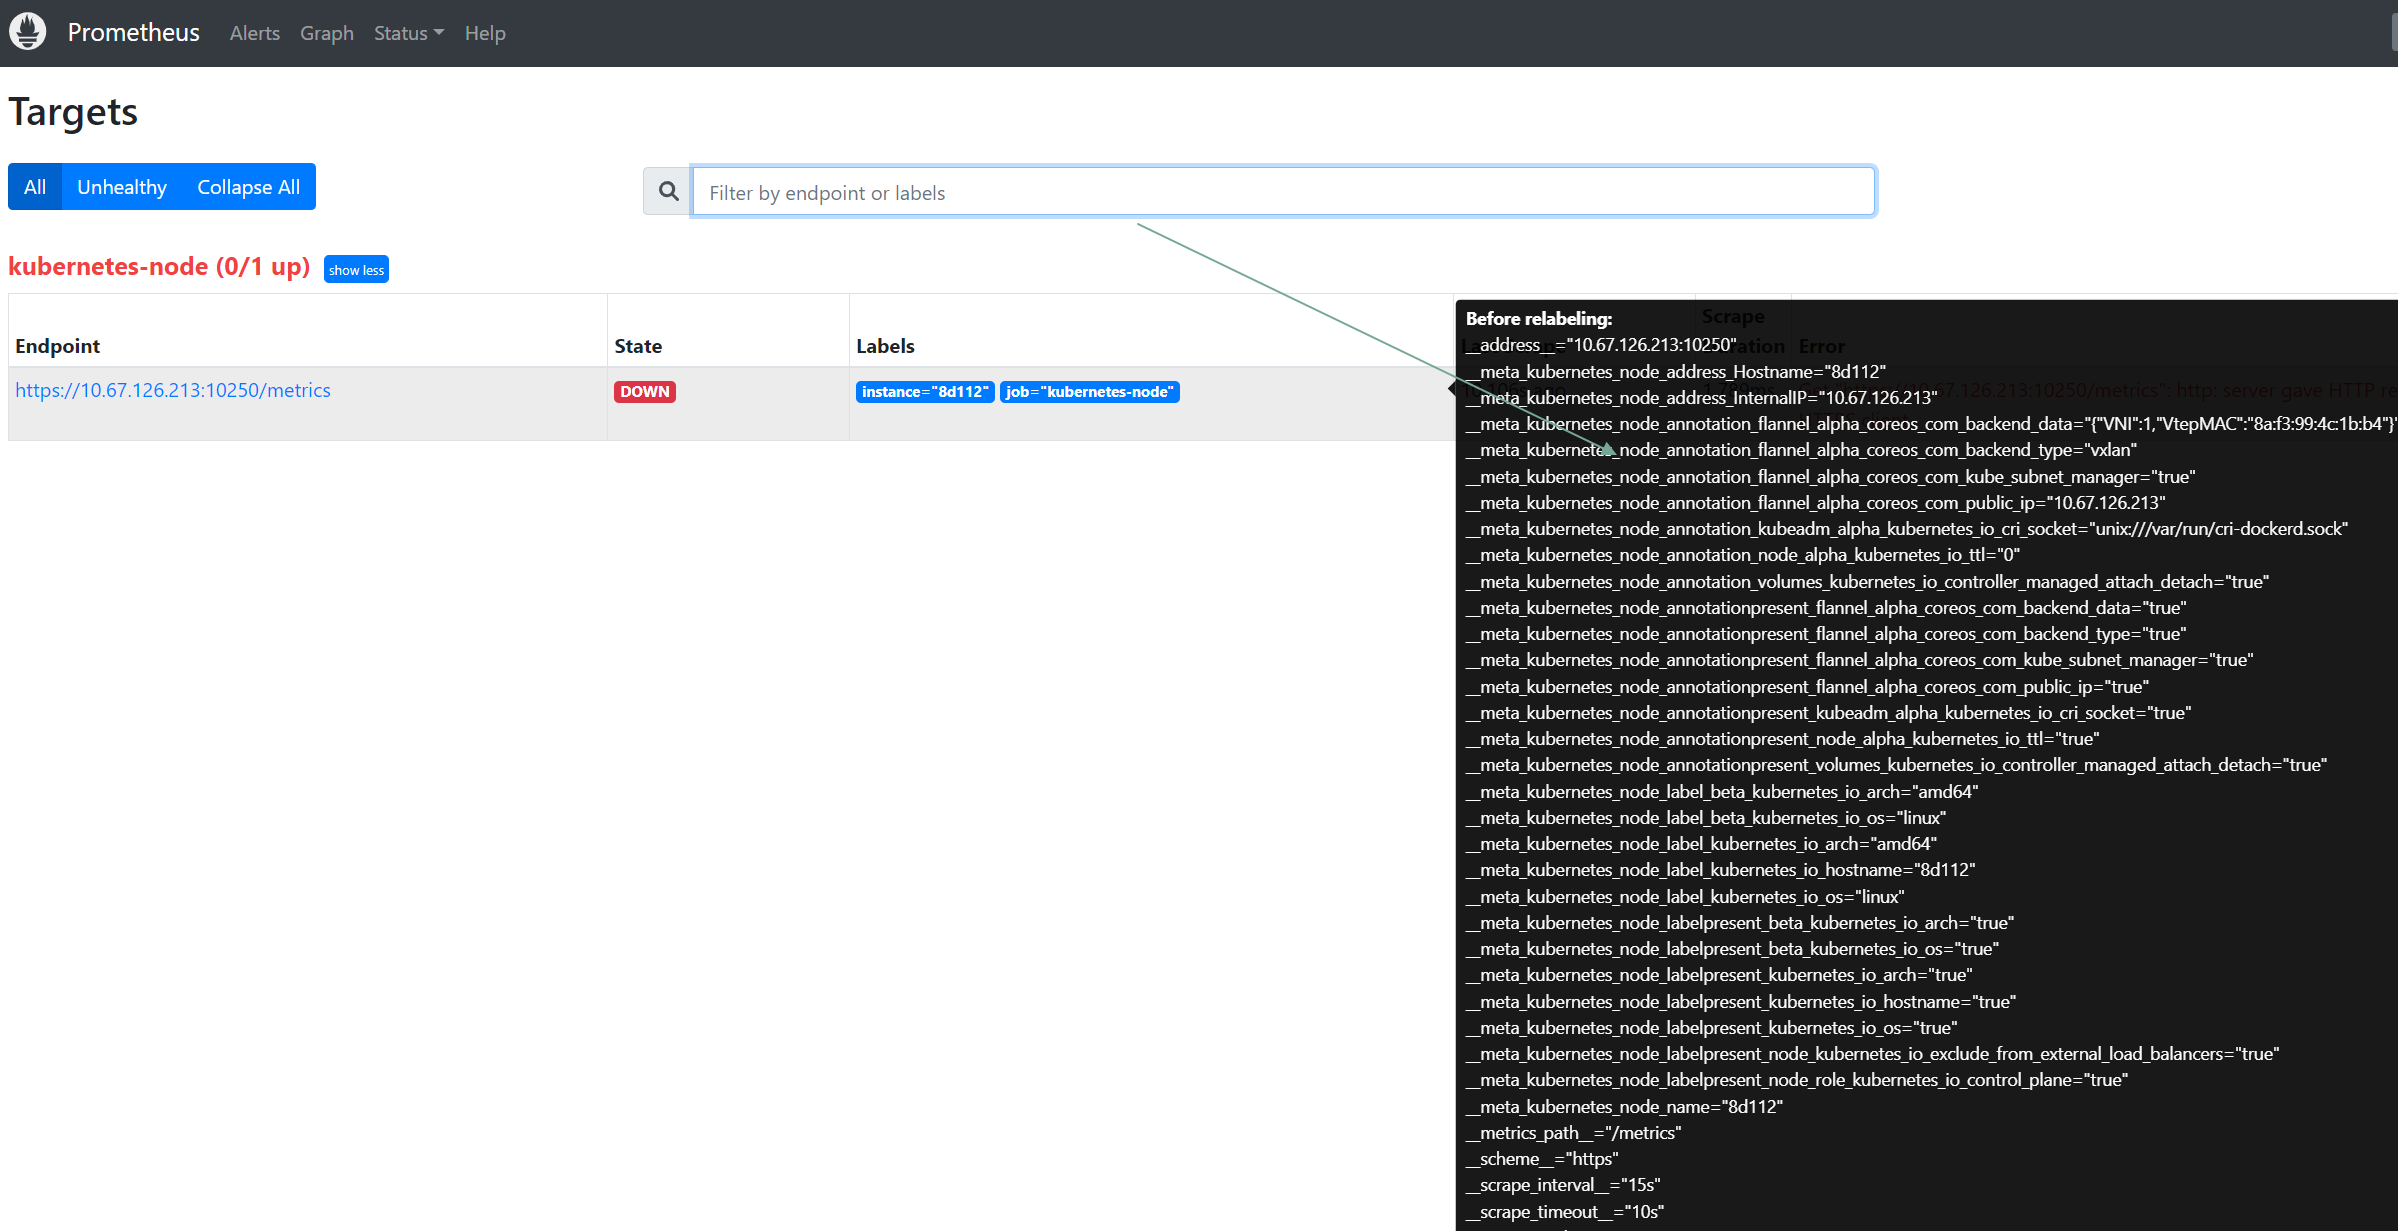 Prometheus Alerts Graph Status Help
Targets
All Unhealthy Collapse All
Filter by endpoint or labels
kubernetes-node (0/1 up) show less
Endpoint State Labels Scrape Error
https://10.67.126.213:10250/metrics DOWN instance="8d112" job="kubernetes-node"
Before relabeling:
__address__="10.67.126.213:10250"
__meta_kubernetes_node_address_Hostname="8d112"
__meta_kubernetes_node_address_InternalIP="10.67.126.213"
__meta_kubernetes_node_annotation_flannel_alpha_coreos_com_backend_data="{"VNI":1,"VtepMAC":"8a:f3:99:4c:1b:b4"}"
__meta_kubernetes_node_annotation_flannel_alpha_coreos_com_backend_type="vxlan"
__meta_kubernetes_node_annotation_flannel_alpha_coreos_com_kube_subnet_manager="true"
__meta_kubernetes_node_annotation_flannel_alpha_coreos_com_public_ip="10.67.126.213"
__meta_kubernetes_node_annotation_kubeadm_alpha_kubernetes_io_cri_socket="unix:///var/run/cri-dockerd.sock"
__meta_kubernetes_node_annotation_node_alpha_kubernetes_io_ttl="0"
__meta_kubernetes_node_annotation_volumes_kubernetes_io_controller_managed_attach_detach="true"
__meta_kubernetes_node_annotationpresent_flannel_alpha_coreos_com_backend_data="true"
__meta_kubernetes_node_annotationpresent_flannel_alpha_coreos_com_backend_type="true"
__meta_kubernetes_node_annotationpresent_flannel_alpha_coreos_com_kube_subnet_manager="true"
__meta_kubernetes_node_annotationpresent_flannel_alpha_coreos_com_public_ip="true"
__meta_kubernetes_node_annotationpresent_kubeadm_alpha_kubernetes_io_cri_socket="true"
__meta_kubernetes_node_annotationpresent_node_alpha_kubernetes_io_ttl="true"
__meta_kubernetes_node_annotationpresent_volumes_kubernetes_io_controller_managed_attach_detach="true"
__meta_kubernetes_node_label_beta_kubernetes_io_arch="amd64"
__meta_kubernetes_node_label_beta_kubernetes_io_os="linux"
__meta_kubernetes_node_label_kubernetes_io_arch="amd64"
__meta_kubernetes_node_label_kubernetes_io_hostname="8d112"
__meta_kubernetes_node_label_kubernetes_io_os="linux"
__meta_kubernetes_node_labelpresent_beta_kubernetes_io_arch="true"
__meta_kubernetes_node_labelpresent_beta_kubernetes_io_os="true"
__meta_kubernetes_node_labelpresent_kubernetes_io_arch="true"
__meta_kubernetes_node_labelpresent_kubernetes_io_hostname="true"
__meta_kubernetes_node_labelpresent_kubernetes_io_os="true"
__meta_kubernetes_node_labelpresent_node_kubernetes_io_exclude_from_external_load_balancers="true"
__meta_kubernetes_node_labelpresent_node_role_kubernetes_io_control_plane="true"
__meta_kubernetes_node_name="8d112"
__metrics_path__="/metrics"
__scheme__="https"
__scrape_interval__="15s"
__scrape_timeout__="10s"